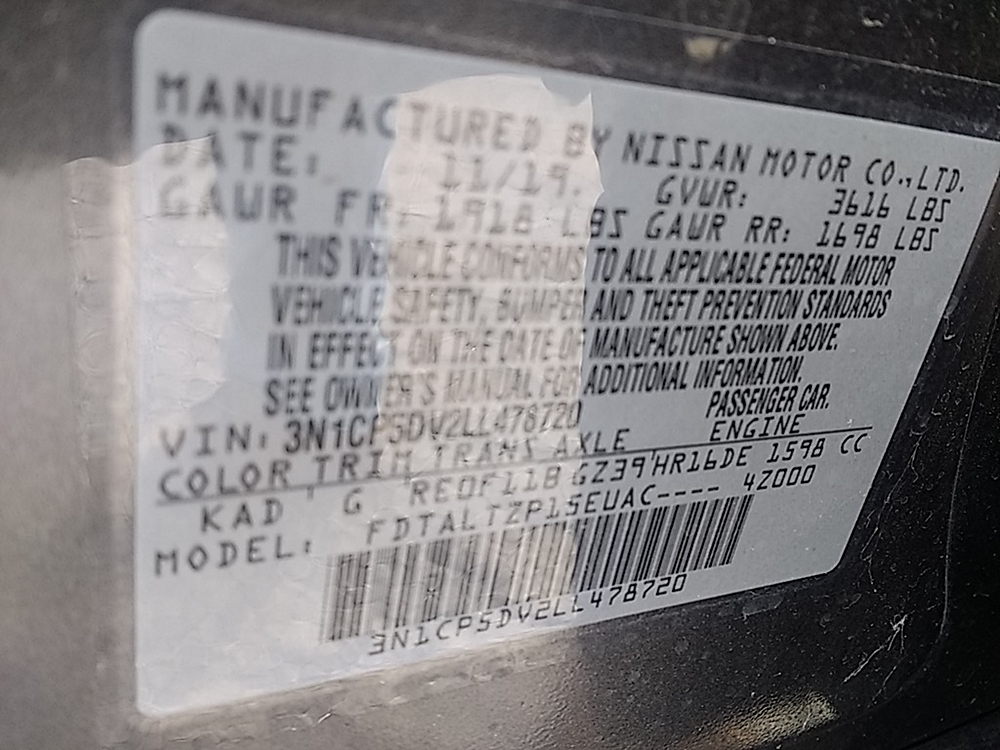 MANUFACTURED BY NISSAN MOTOR CO.,LTD.
DATE: 11/19. GVWR: 3616 LBS
GAWR FR: 1918 LBS GAWR RR: 1698 LBS
THIS VEHICLE CONFORMS TO ALL APPLICABLE FEDERAL MOTOR
VEHICLE SAFETY, BUMPER AND THEFT PREVENTION STANDARDS
IN EFFECT ON THE DATE OF MANUFACTURE SHOWN ABOVE.
SEE OWNER'S MANUAL FOR ADDITIONAL INFORMATION.
VIN: 3N1CP5DV2LL478720 PASSENGER CAR.
COLOR TRIM TRANS AXLE ENGINE
KAD G RE0F11B GZ39 HR16DE 1598 CC
MODEL: FDTALTZP15EUAC---- 42000
3N1CP5DV2LL478720